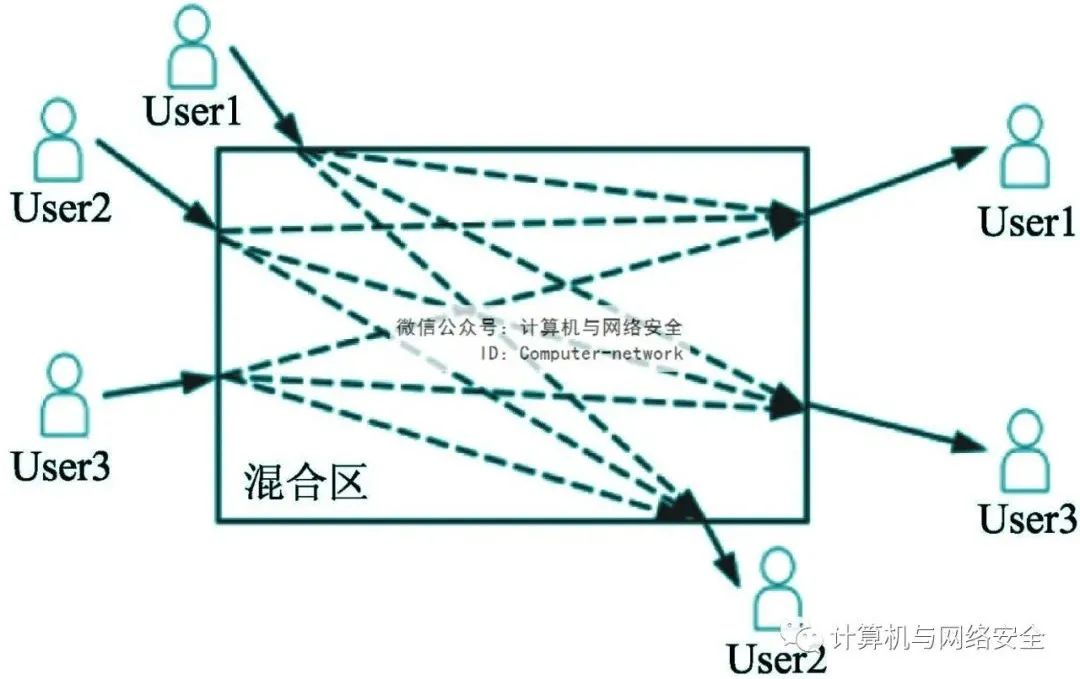 User1
User2
User1
微信公众号：计算机与网络安全
ID：Computer-network
User3
混合区
User3
User2
计算机与网络安全